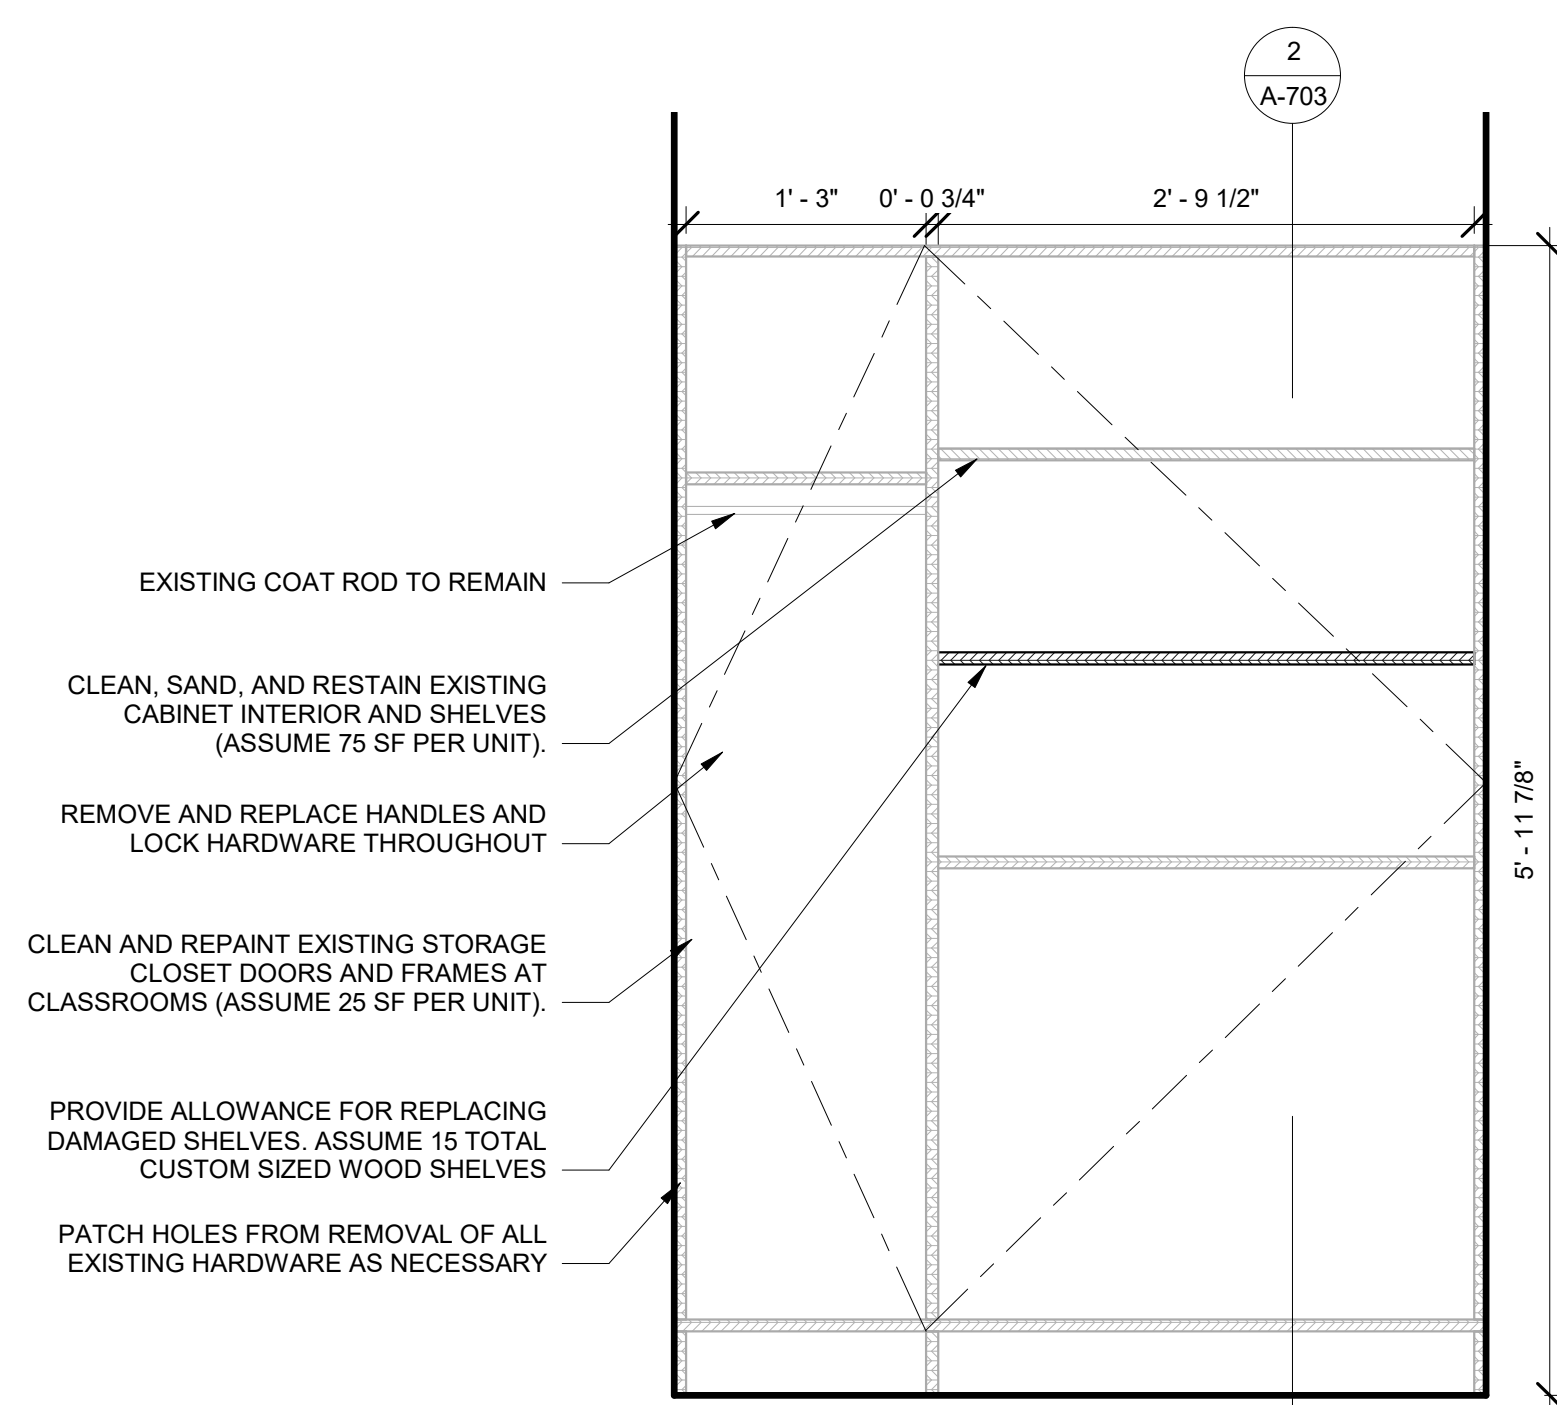 2
A-703
1' - 3" 0' - 0 3/4" 2' - 9 1/2"
EXISTING COAT ROD TO REMAIN
CLEAN, SAND, AND RESTAIN EXISTING
CABINET INTERIOR AND SHELVES
(ASSUME 75 SF PER UNIT).
REMOVE AND REPLACE HANDLES AND
LOCK HARDWARE THROUGHOUT
5' - 11 7/8"
CLEAN AND REPAINT EXISTING STORAGE
CLOSET DOORS AND FRAMES AT
CLASSROOMS (ASSUME 25 SF PER UNIT).
PROVIDE ALLOWANCE FOR REPLACING
DAMAGED SHELVES. ASSUME 15 TOTAL
CUSTOM SIZED WOOD SHELVES
PATCH HOLES FROM REMOVAL OF ALL
EXISTING HARDWARE AS NECESSARY